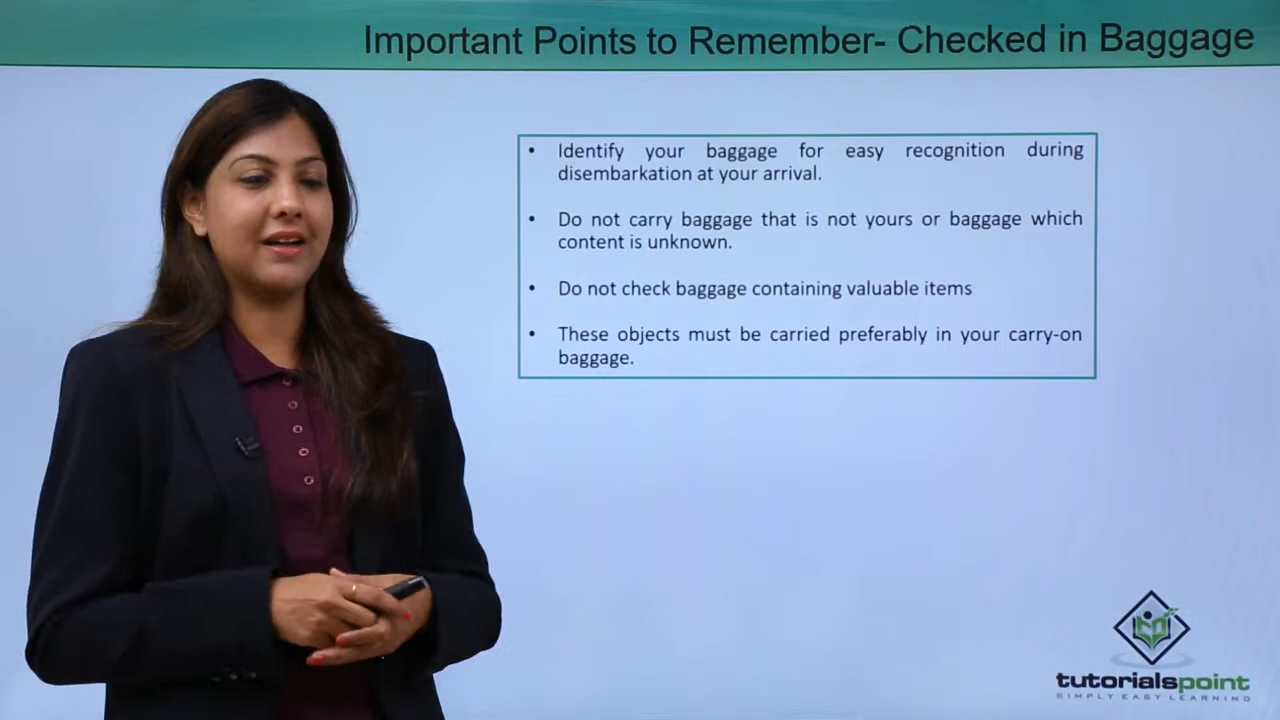 Important Points to Remember- Checked in Baggage
• Identify your baggage for easy recognition during
disembarkation at your arrival.
• Do not carry baggage that is not yours or baggage which
content is unknown.
• Do not check baggage containing valuable items
• These objects must be carried preferably in your carry-on
baggage.
tutorialspoint
SIMPLY EASY LEARNING